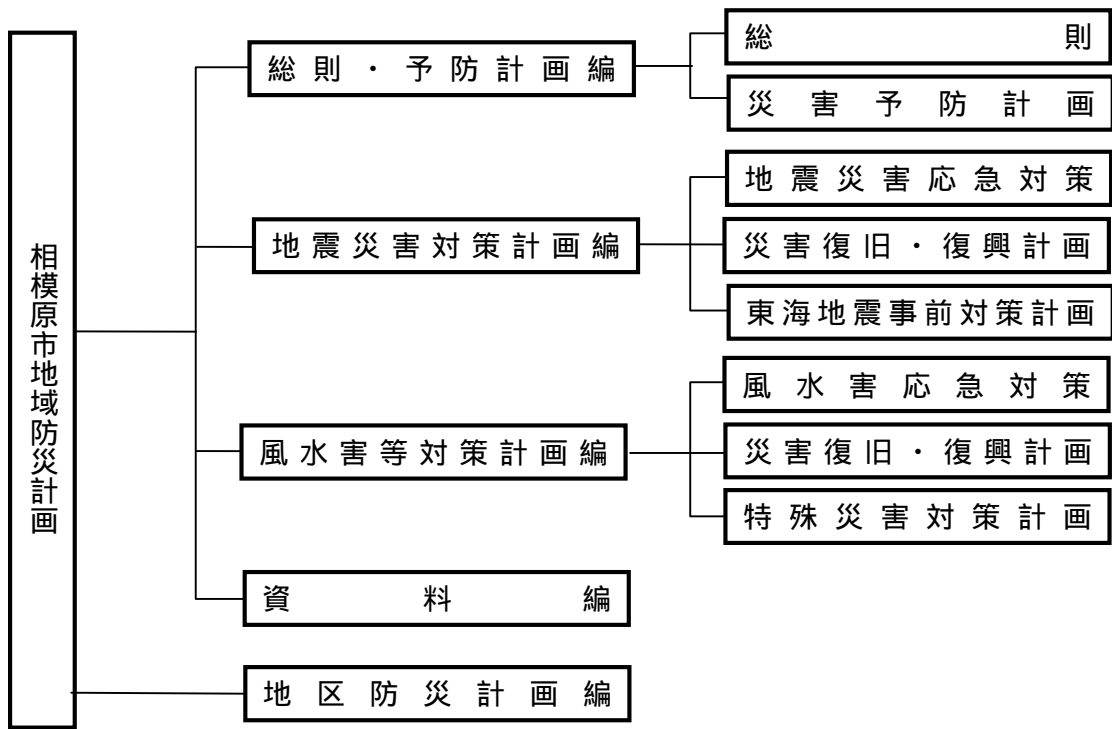 相模原市地域防災計画
総則・予防計画編
総則
災害予防計画
地震災害対策計画編
地震災害応急対策
災害復旧・復興計画
東海地震事前対策計画
風水害等対策計画編
風水害応急対策
災害復旧・復興計画
特殊災害対策計画
資料編
地区防災計画編